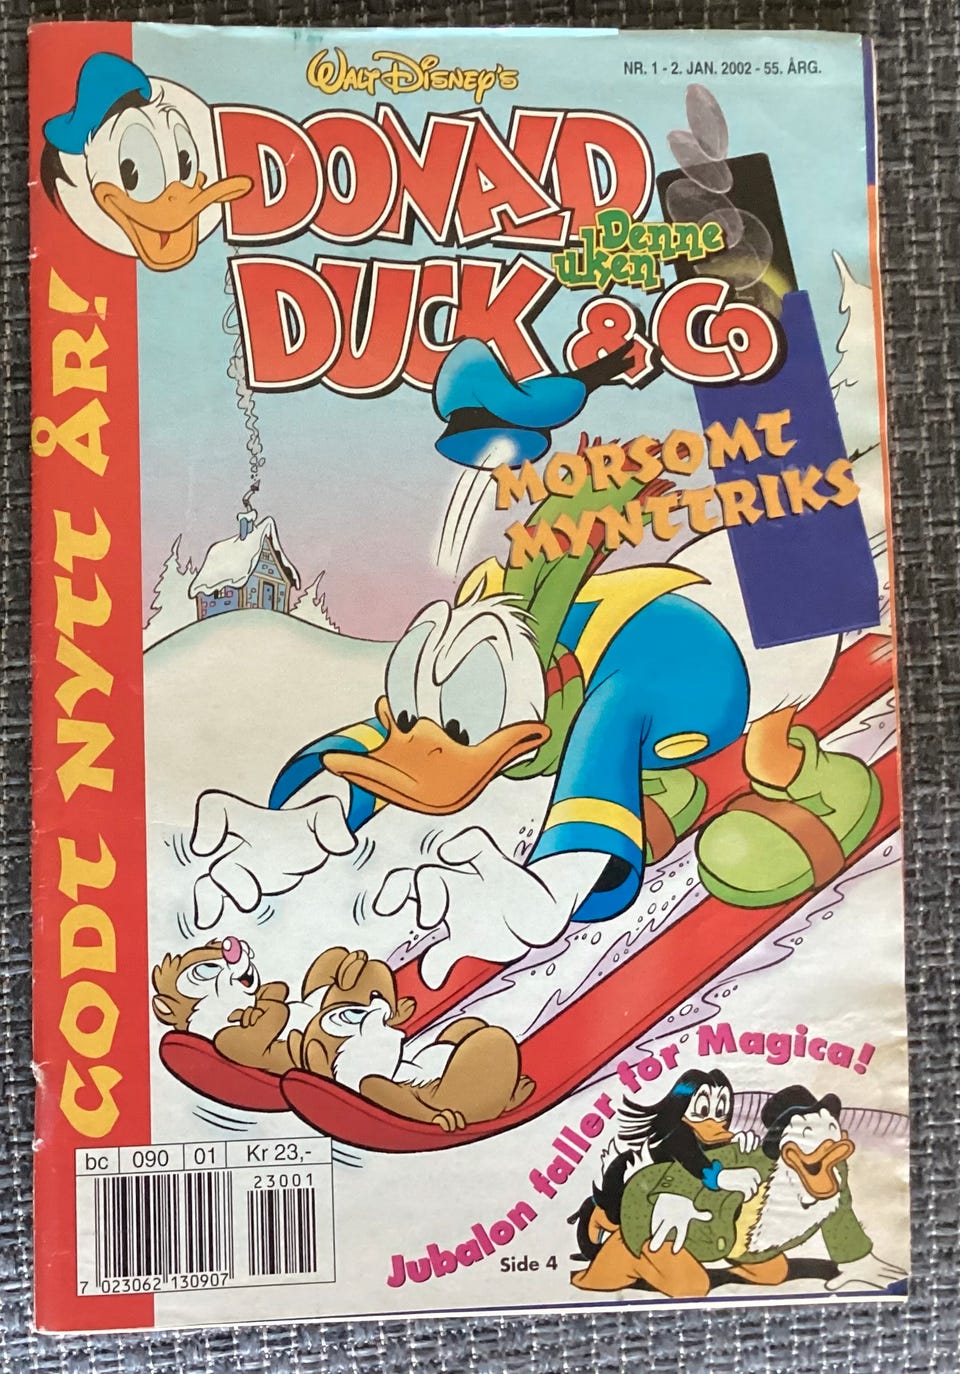 Walt Disney's
NR. 1 - 2. JAN. 2002 - 55. ÅRG.
DONALD
DUCK & Co
Denne
uken
MORSOMT
MYNTTRIKS
GODT NYTT ÅR!
Jubalon faller for Magica!
Side 4
bc 090 01 Kr 23,-
23001
7 023062 130907